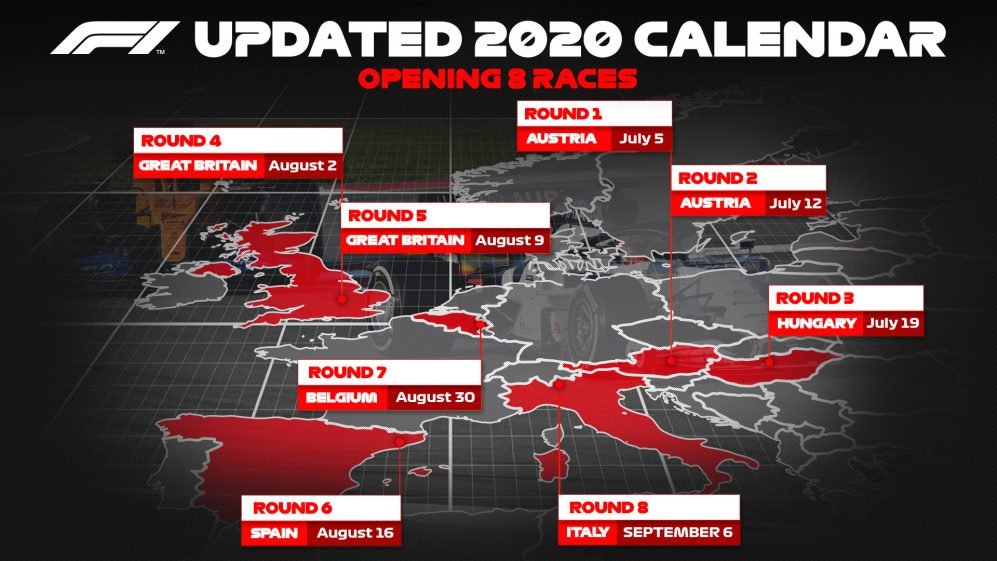 F1™ UPDATED 2020 CALENDAR
OPENING 8 RACES
ROUND 1
AUSTRIA July 5
ROUND 4
GREAT BRITAIN August 2
ROUND 2
AUSTRIA July 12
ROUND 5
GREAT BRITAIN August 9
ROUND 3
HUNGARY July 19
ROUND 7
BELGIUM August 30
ROUND 6
SPAIN August 16
ROUND 8
ITALY SEPTEMBER 6